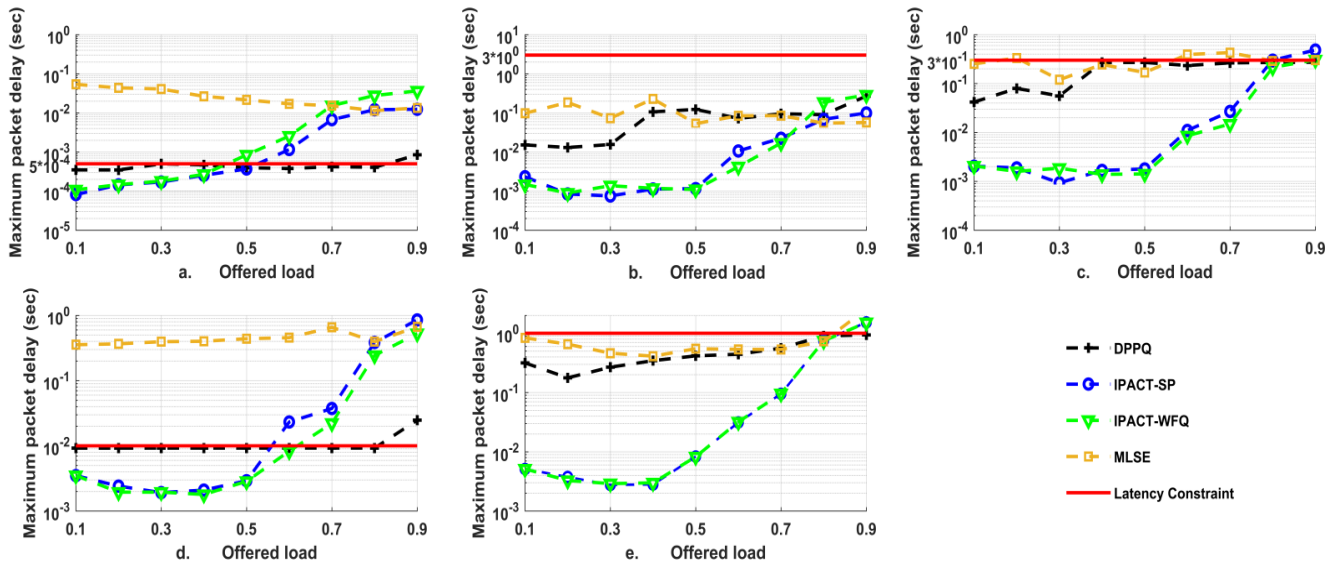 Maximum packet delay (sec)
10^0
10^-1
10^-2
10^-3
5*10^-4
10^-4
10^-5
0.1 0.3 0.5 0.7 0.9
a. Offered load
Maximum packet delay (sec)
10^1
3*10^0
10^0
10^-1
10^-2
10^-3
10^-4
0.1 0.3 0.5 0.7 0.9
b. Offered load
Maximum packet delay (sec)
10^0
3*10^-1
10^-1
10^-2
10^-3
10^-4
0.1 0.3 0.5 0.7 0.9
c. Offered load
Maximum packet delay (sec)
10^0
10^-1
10^-2
10^-3
0.1 0.3 0.5 0.7 0.9
d. Offered load
Maximum packet delay (sec)
10^0
10^-1
10^-2
10^-3
0.1 0.3 0.5 0.7 0.9
e. Offered load
DPPQ
IPACT-SP
IPACT-WFQ
MLSE
Latency Constraint